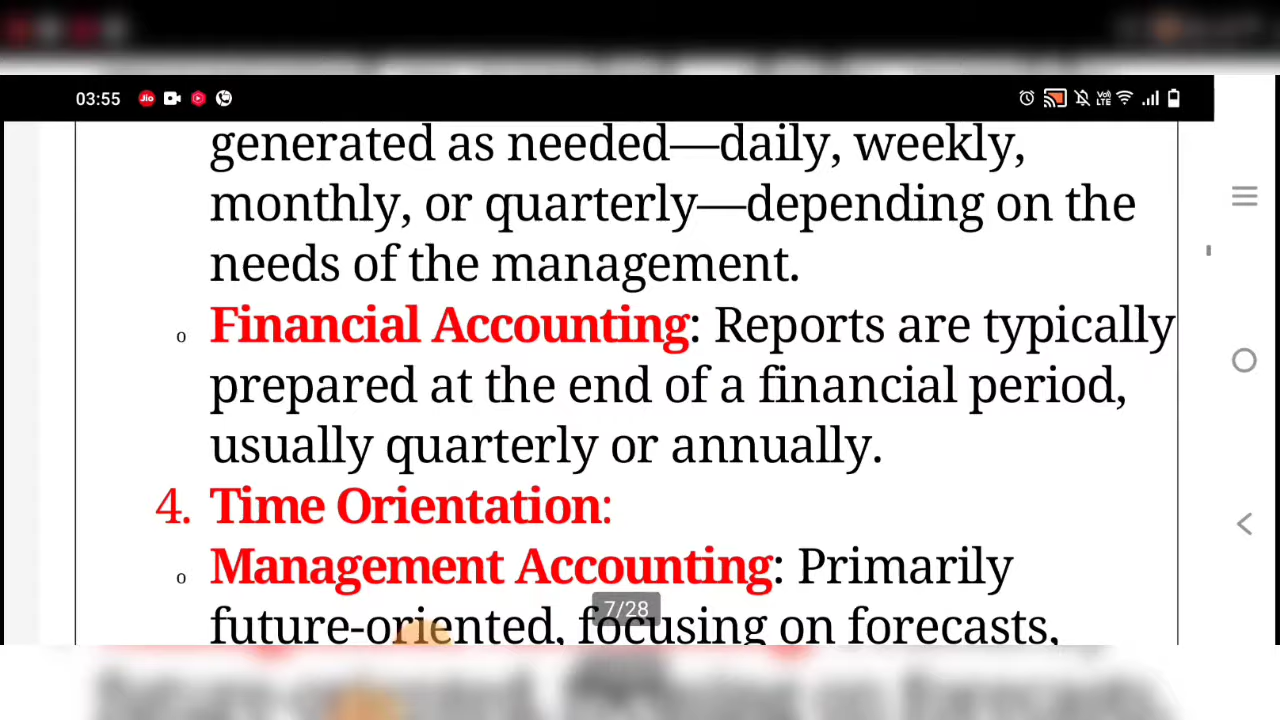 03:55
generated as needed—daily, weekly,
monthly, or quarterly—depending on the
needs of the management.
o Financial Accounting: Reports are typically
prepared at the end of a financial period,
usually quarterly or annually.
4. Time Orientation:
o Management Accounting: Primarily
7/28
future-oriented, focusing on forecasts,